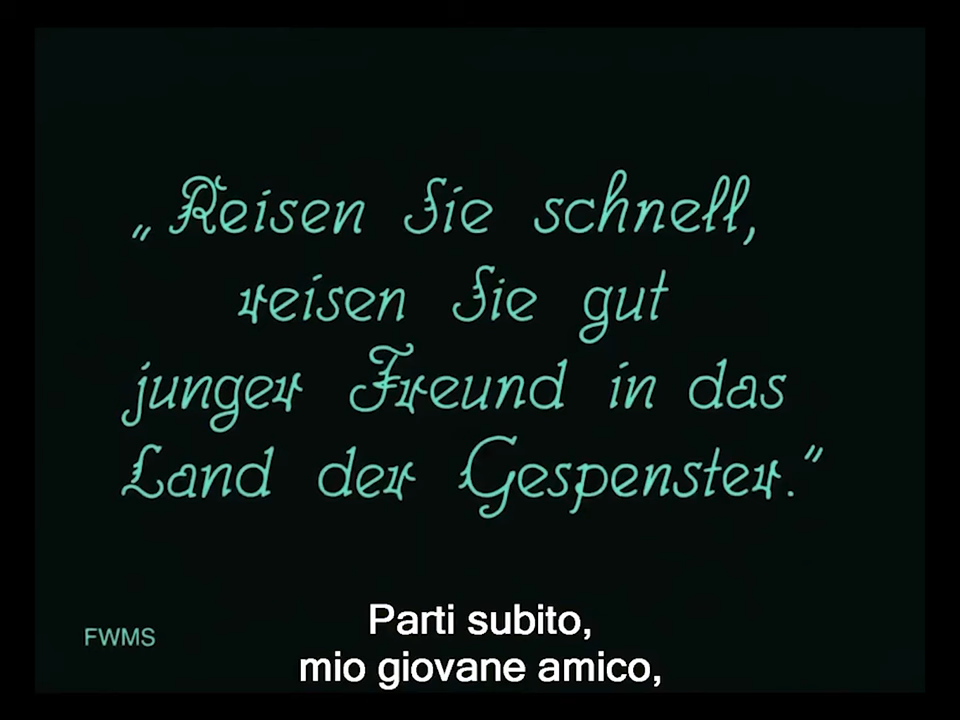 „Reisen Sie schnell,
reisen Sie gut
junger Freund in das
Land der Gespenster.”
FWMS
Parti subito,
mio giovane amico,